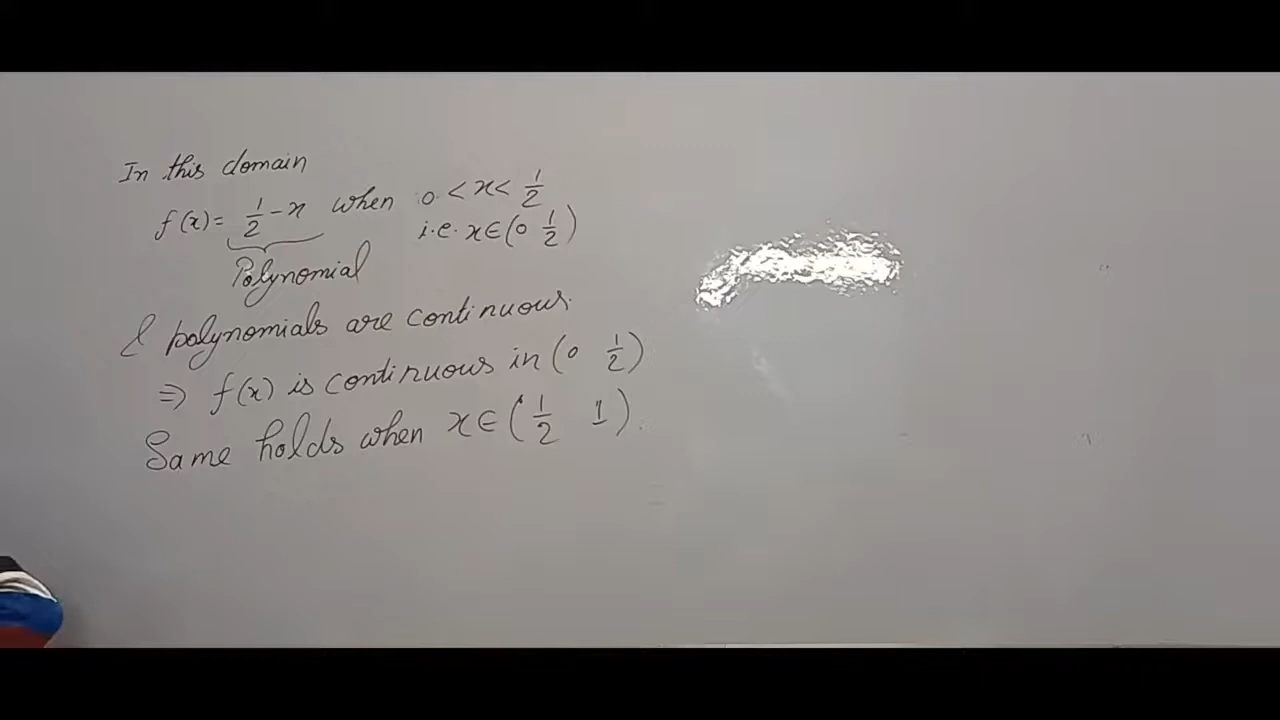 In this domain
f(x) = 1/2 - x when 0 < x < 1/2
i.e. x ∈ (0 1/2)
Polynomial
& polynomials are continuous.
⇒ f(x) is continuous in (0 1/2)
Same holds when x ∈ (1/2 1).